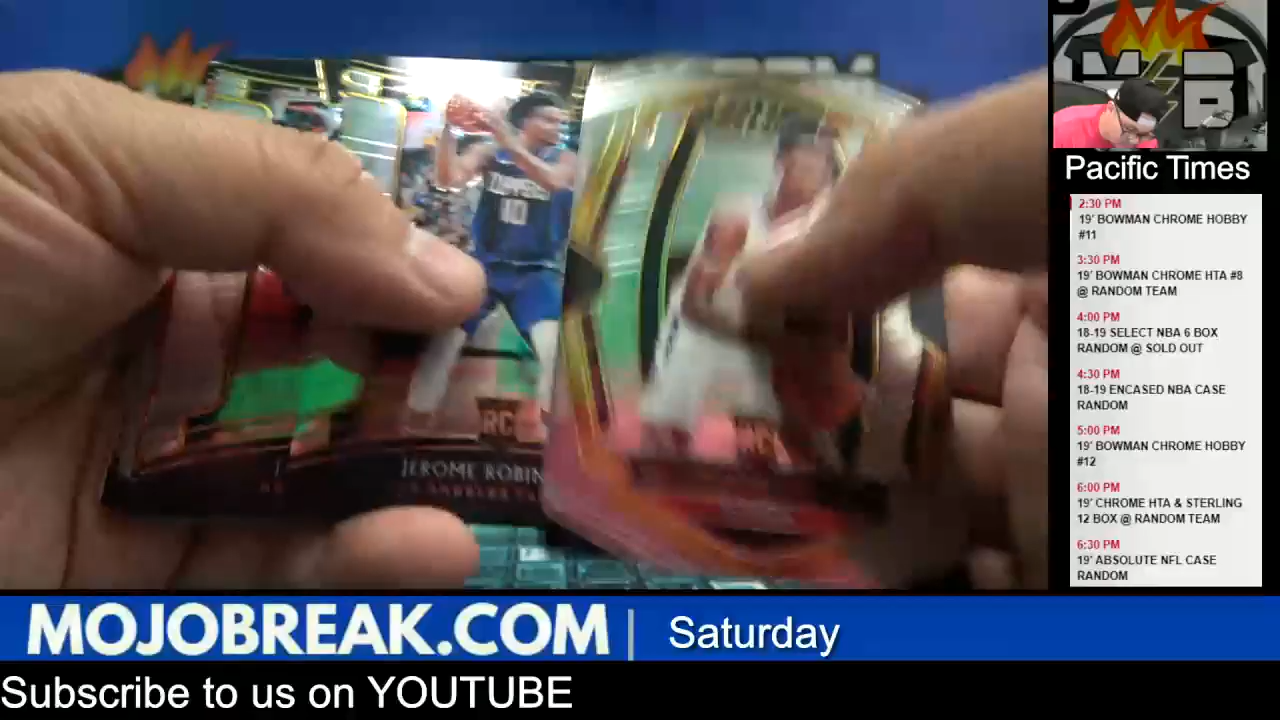 CLIPPERS
10
RC
JEROME ROBIN
Pacific Times
2:30 PM
19' BOWMAN CHROME HOBBY
#11
3:30 PM
19' BOWMAN CHROME HTA #8
@ RANDOM TEAM
4:00 PM
18-19 SELECT NBA 6 BOX
RANDOM @ SOLD OUT
4:30 PM
18-19 ENCASED NBA CASE
RANDOM
5:00 PM
19' BOWMAN CHROME HOBBY
#12
6:00 PM
19' CHROME HTA & STERLING
12 BOX @ RANDOM TEAM
6:30 PM
19' ABSOLUTE NFL CASE
RANDOM
MOJOBREAK.COM | Saturday
Subscribe to us on YOUTUBE